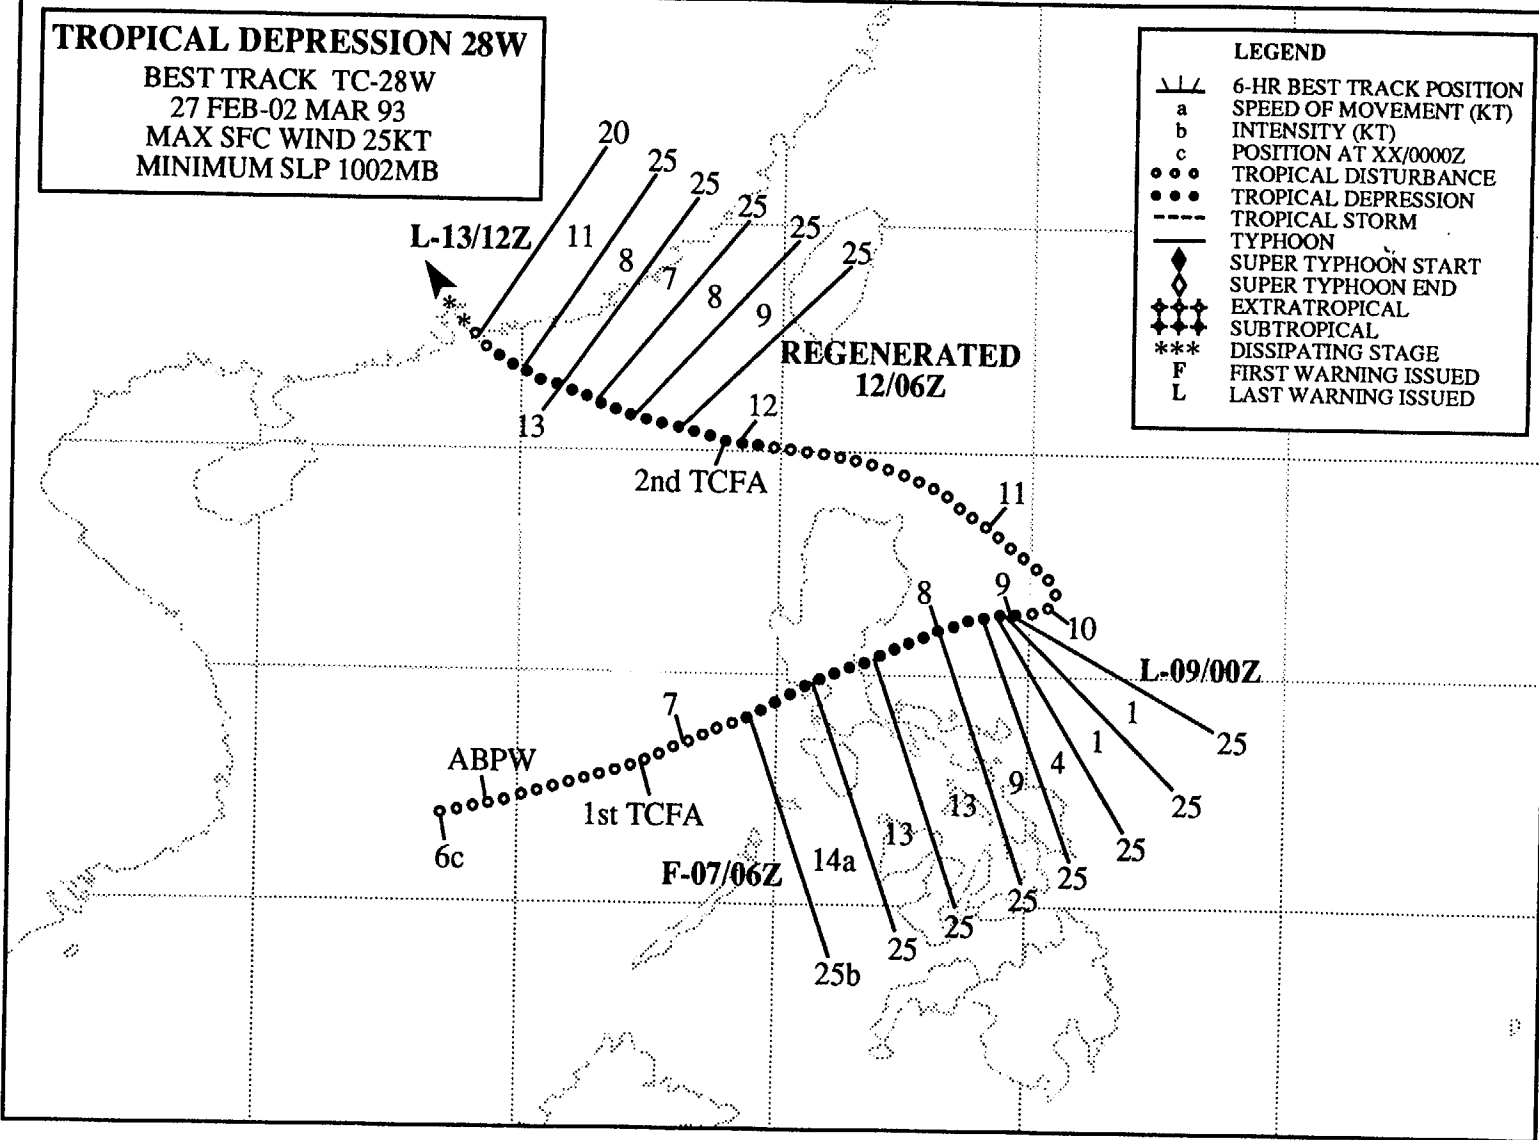 TROPICAL DEPRESSION 28W
BEST TRACK TC-28W
27 FEB-02 MAR 93
MAX SFC WIND 25KT
MINIMUM SLP 1002MB
LEGEND
6-HR BEST TRACK POSITION
a SPEED OF MOVEMENT (KT)
b INTENSITY (KT)
c POSITION AT XX/0000Z
TROPICAL DISTURBANCE
TROPICAL DEPRESSION
TROPICAL STORM
TYPHOON
SUPER TYPHOON START
SUPER TYPHOON END
EXTRATROPICAL
SUBTROPICAL
*** DISSIPATING STAGE
F FIRST WARNING ISSUED
L LAST WARNING ISSUED
20
25
25
25
25
25
L-13/12Z
11
8
7
8
9
REGENERATED
12/06Z
13
12
2nd TCFA
11
8
9
10
L-09/00Z
7
ABPW
1st TCFA
6c
F-07/06Z
14a
13
13
9
4
1
1
25
25
25
25
25
25
25
25b